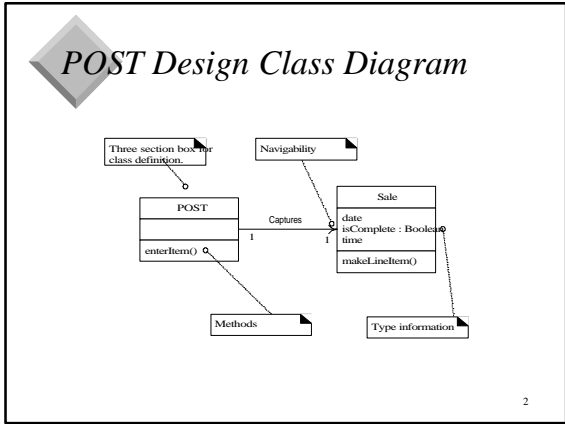 POST Design Class Diagram
Three section box for
class definition.
Navigability
POST
enterItem()
Captures
1
1
Sale
date
isComplete : Boolean
time
makeLineItem()
Methods
Type information
2